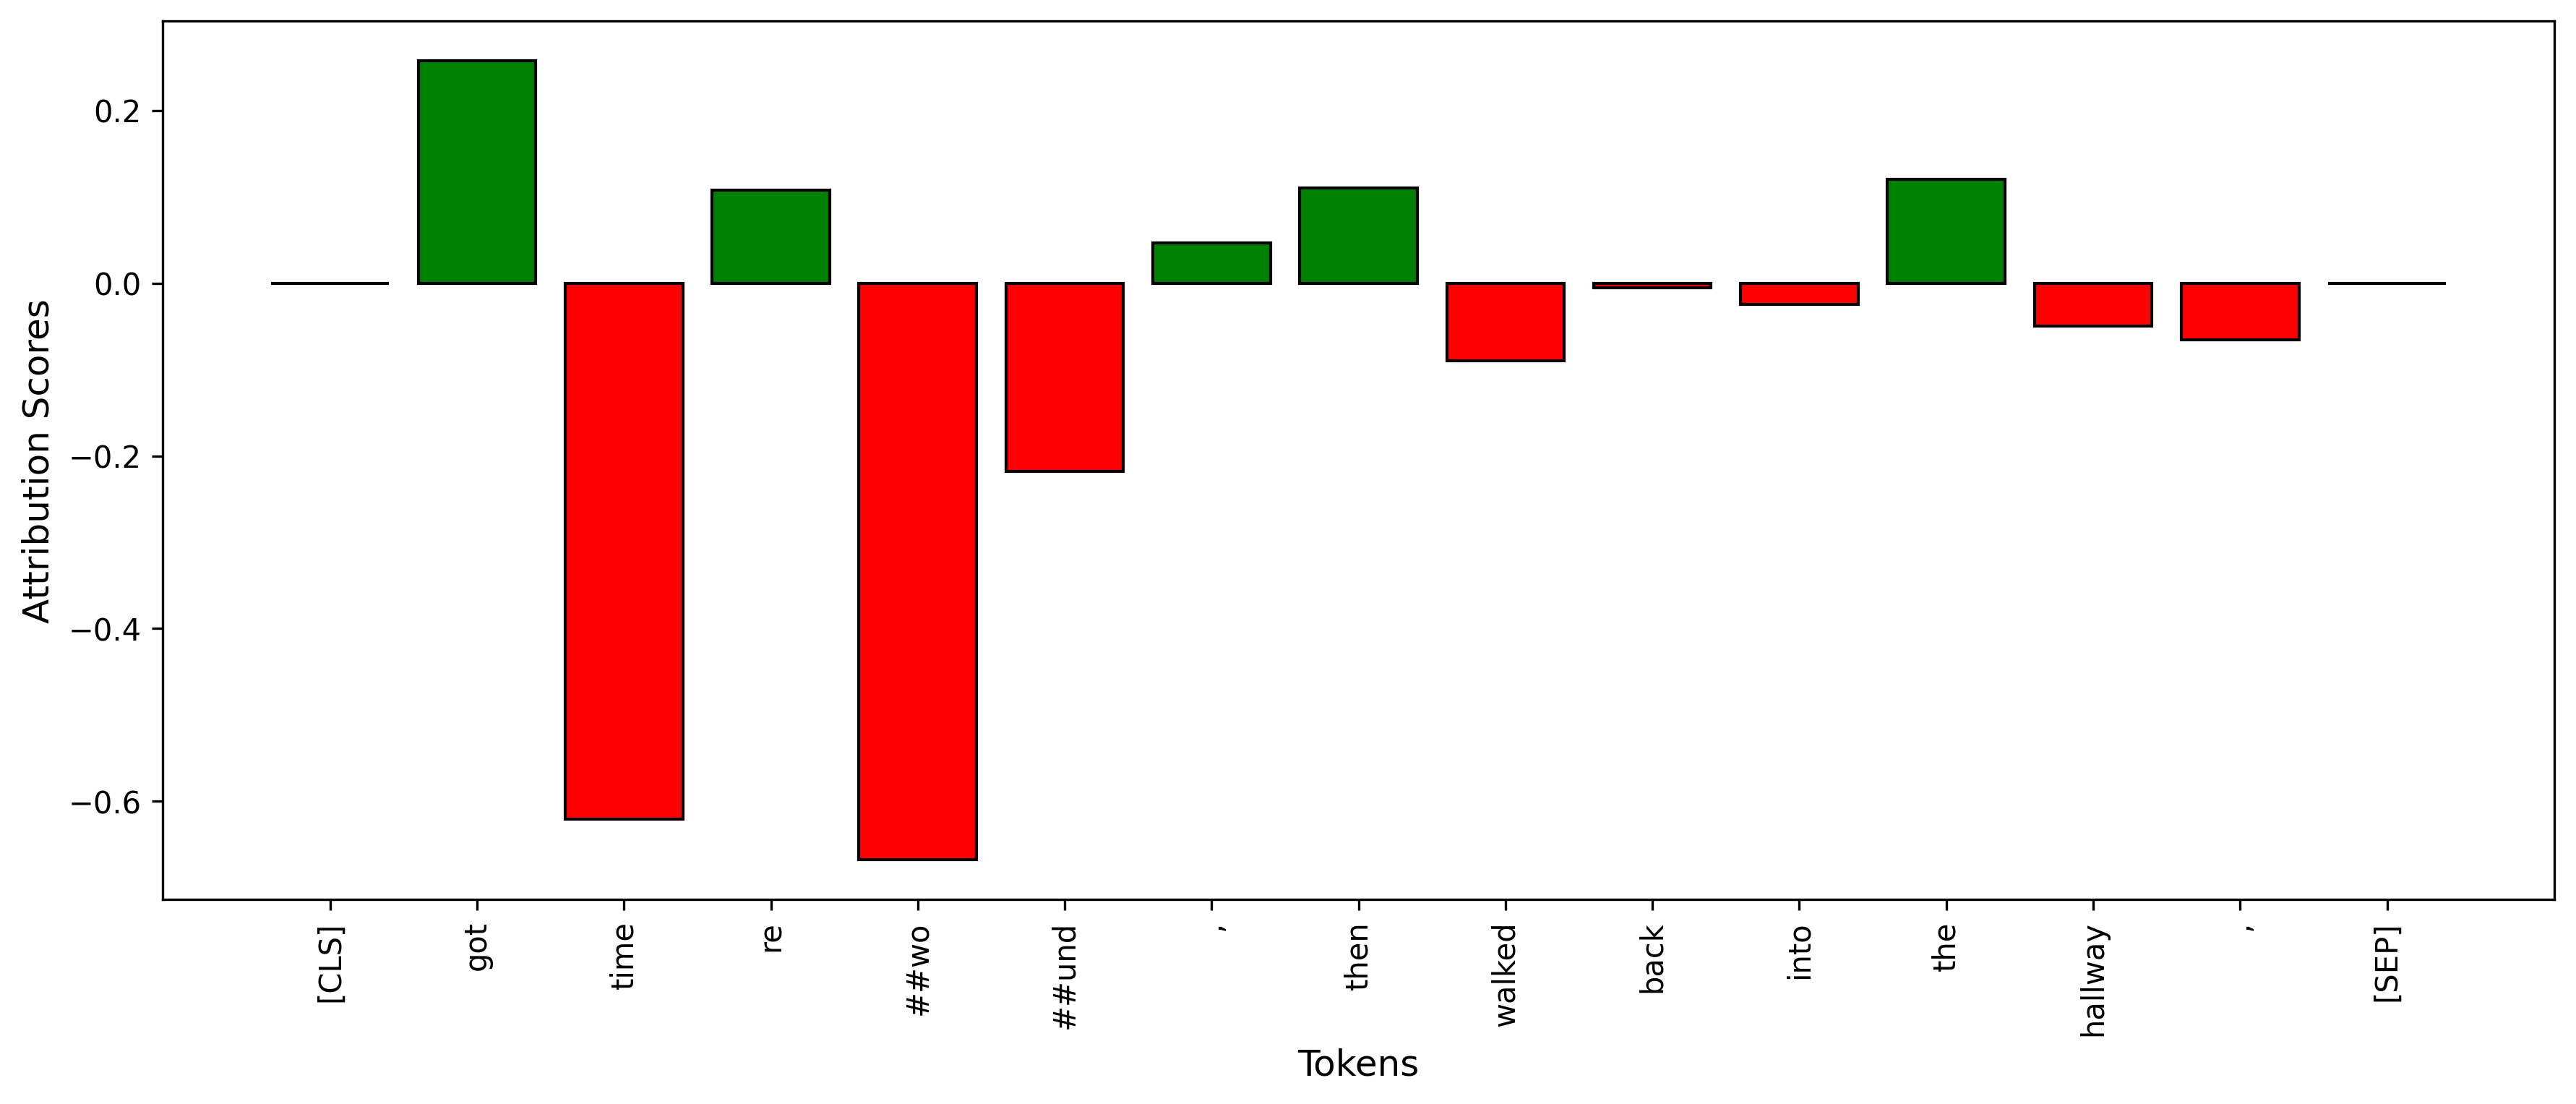 Attribution Scores
0.2
0.0
−0.2
−0.4
−0.6
[CLS]
got
time
re
##wo
##und
,
then
walked
back
into
the
hallway
,
[SEP]
Tokens